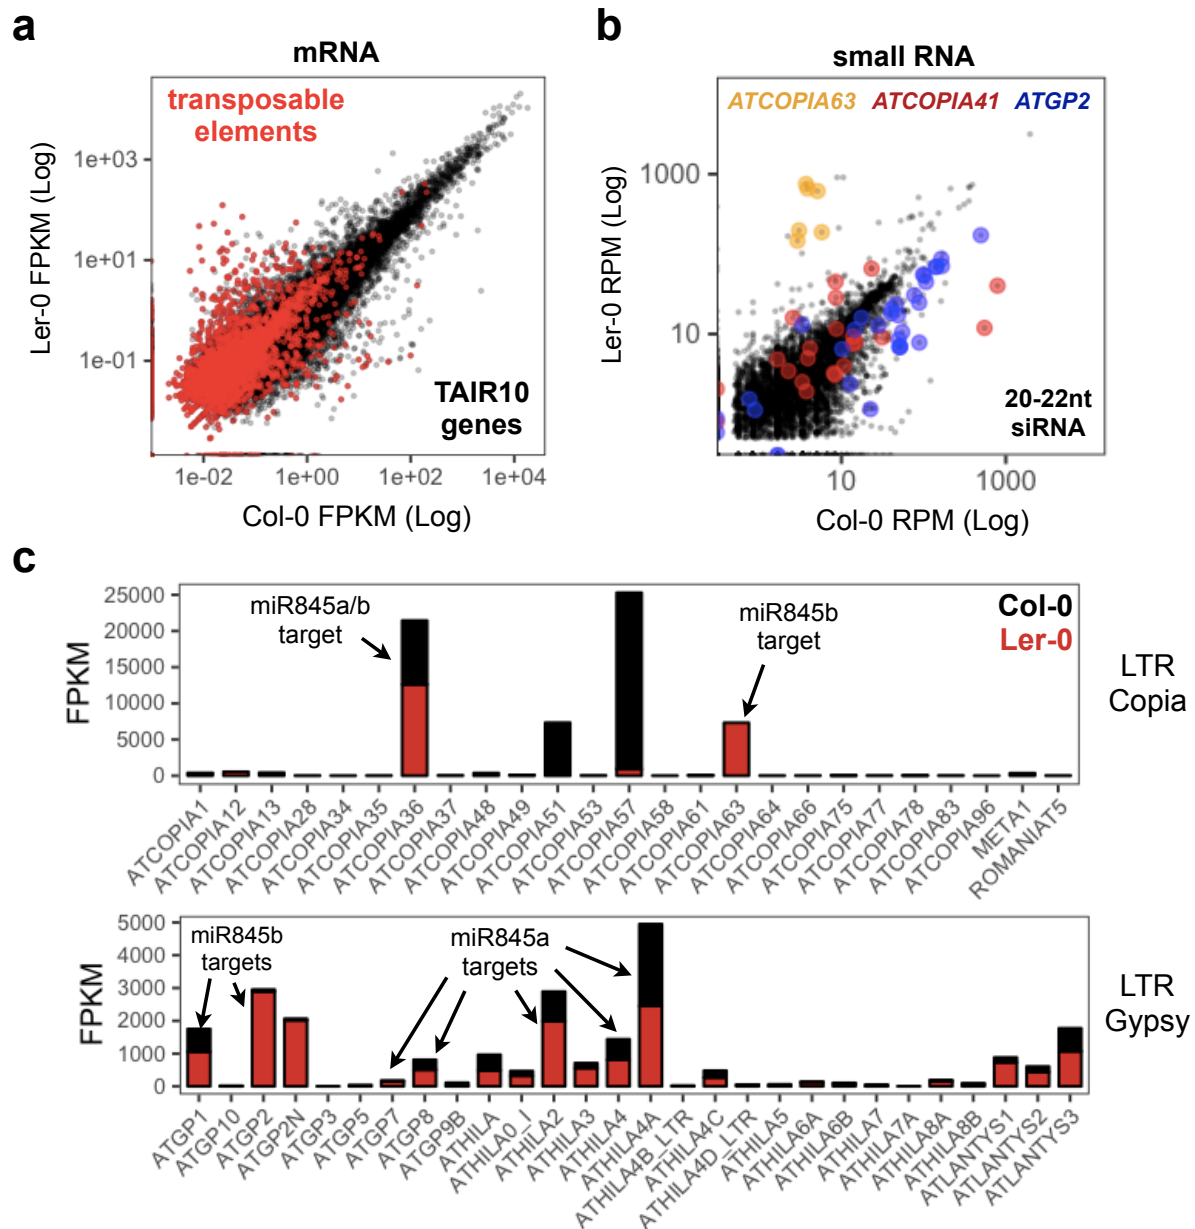 a
mRNA
transposable
elements
TAIR10
genes
Ler-0 FPKM (Log)
1e+03
1e+01
1e-01
1e-02
1e+00
1e+02
1e+04
Col-0 FPKM (Log)
b
small RNA
ATCOPIA63 ATCOPIA41 ATGP2
20-22nt
siRNA
Ler-0 RPM (Log)
1000
10
10
1000
Col-0 RPM (Log)
c
FPKM
25000
20000
15000
10000
5000
0
miR845a/b
target
miR845b
target
Col-0
Ler-0
LTR
Copia
ATCOPIA1
ATCOPIA12
ATCOPIA13
ATCOPIA28
ATCOPIA34
ATCOPIA35
ATCOPIA36
ATCOPIA37
ATCOPIA48
ATCOPIA49
ATCOPIA51
ATCOPIA53
ATCOPIA57
ATCOPIA58
ATCOPIA61
ATCOPIA63
ATCOPIA64
ATCOPIA66
ATCOPIA75
ATCOPIA77
ATCOPIA78
ATCOPIA83
ATCOPIA96
META1
ROMANIAT5
FPKM
5000
4000
3000
2000
1000
0
miR845b
targets
miR845a
targets
LTR
Gypsy
ATGP1
ATGP10
ATGP2
ATGP2N
ATGP3
ATGP5
ATGP7
ATGP8
ATGP9B
ATHILA
ATHILA0_I
ATHILA2
ATHILA3
ATHILA4
ATHILA4A
ATHILA4B_LTR
ATHILA4C
ATHILA4D_LTR
ATHILA5
ATHILA6A
ATHILA6B
ATHILA7
ATHILA7A
ATHILA8A
ATHILA8B
ATLANTYS1
ATLANTYS2
ATLANTYS3